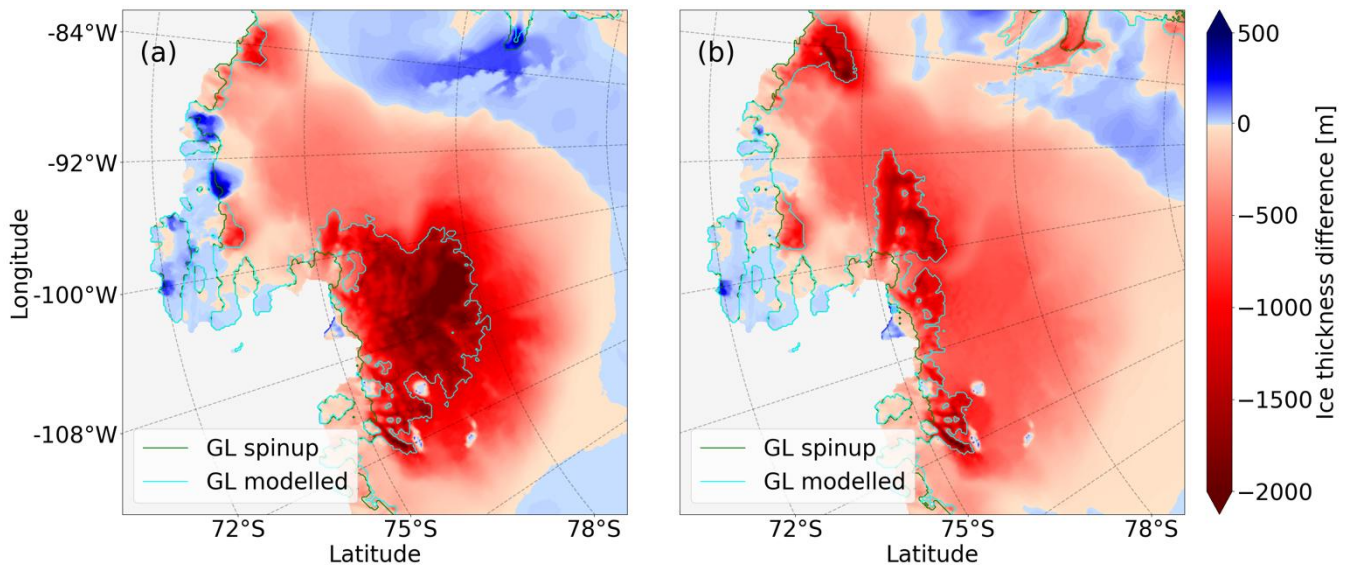 (a)
(b)
-84°W
-92°W
-100°W
-108°W
Longitude
GL spinup
GL modelled
GL spinup
GL modelled
72°S
75°S
78°S
72°S
75°S
78°S
Latitude
Latitude
500
0
−500
−1000
−1500
−2000
Ice thickness difference [m]